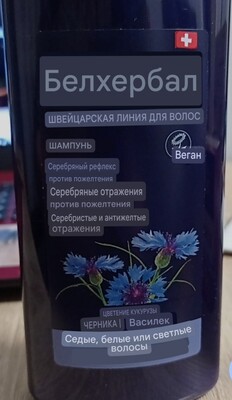 Белхербал
ШВЕЙЦАРСКАЯ ЛИНИЯ ДЛЯ ВОЛОС
ШАМПУНЬ
Веган
Серебряный рефлекс
против пожелтения
Серебряные отражения
против пожелтения
Серебристые и антижелтые
отражения
ЦВЕТЕНИЕ КУКУРУЗЫ
ЧЕРНИКА | Василек
Седые, белые или светлые
волосы